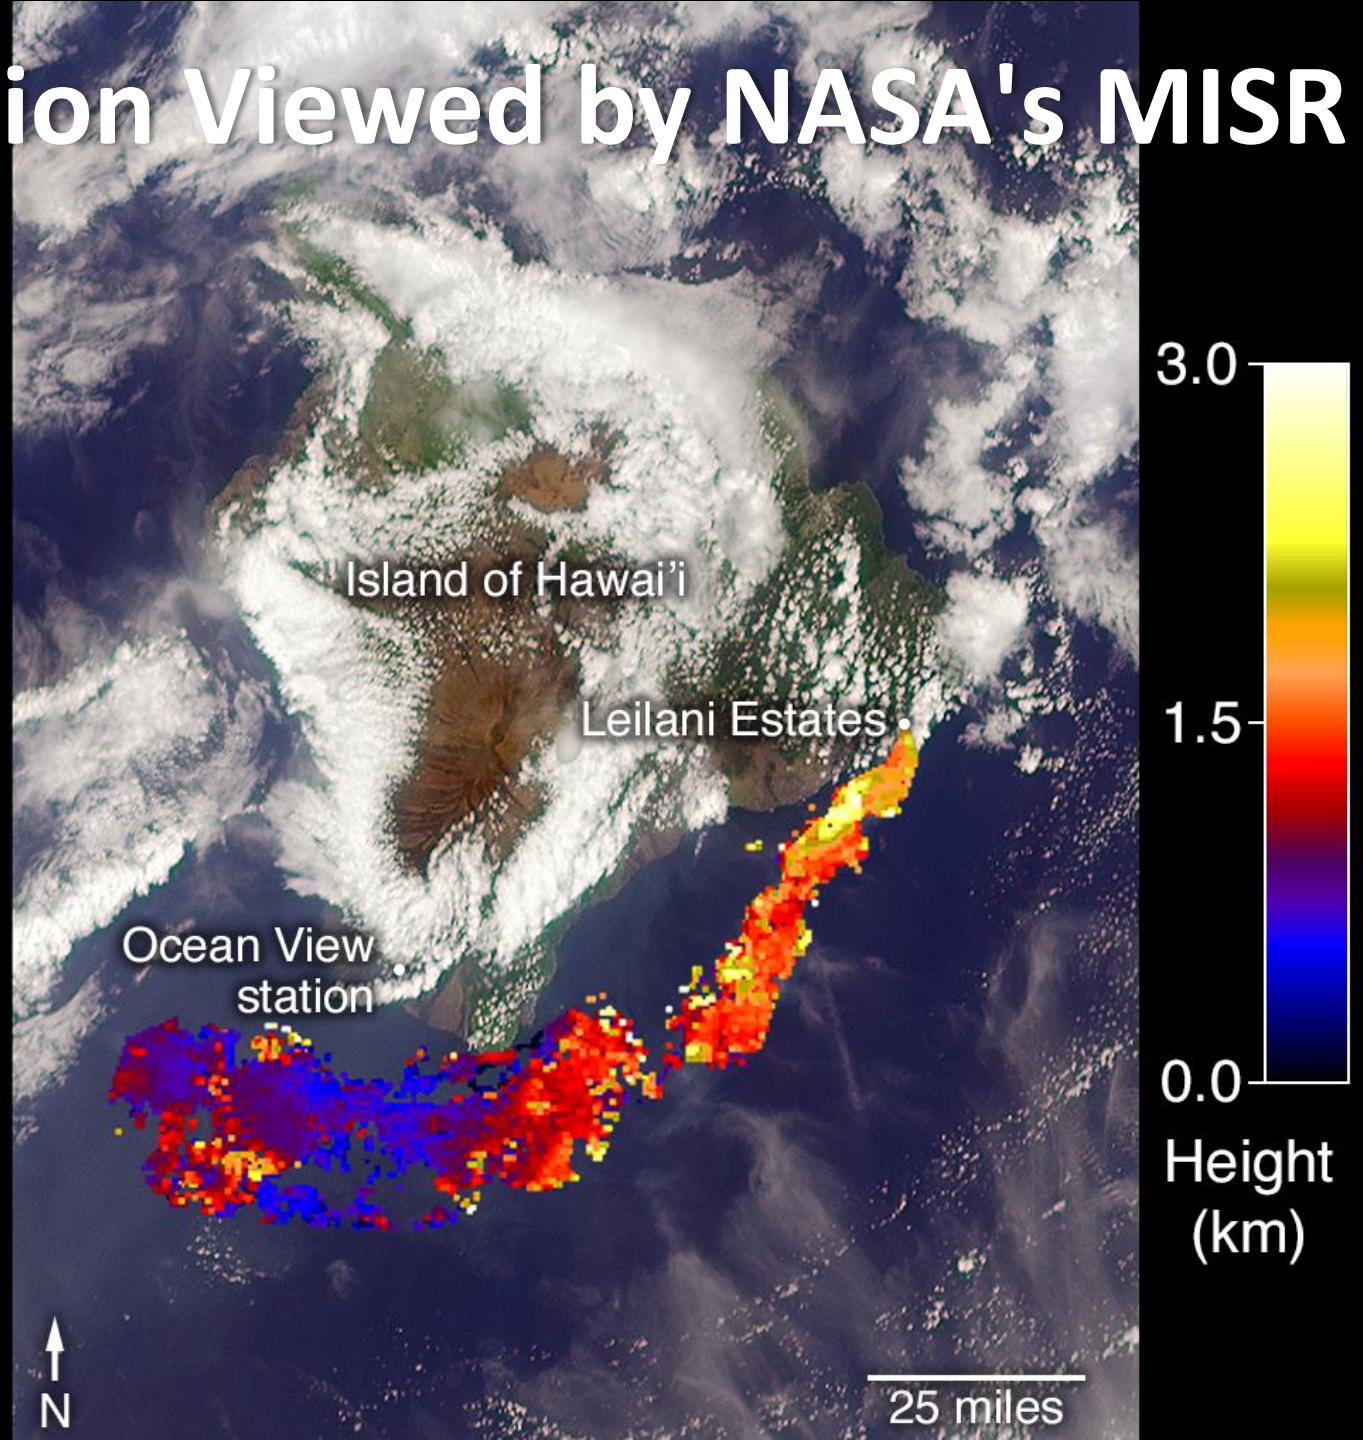 ion Viewed by NASA's MISR
3.0
Island of Hawai'i
Leilani Estates
1.5
Ocean View
station
0.0
Height
(km)
N
25 miles